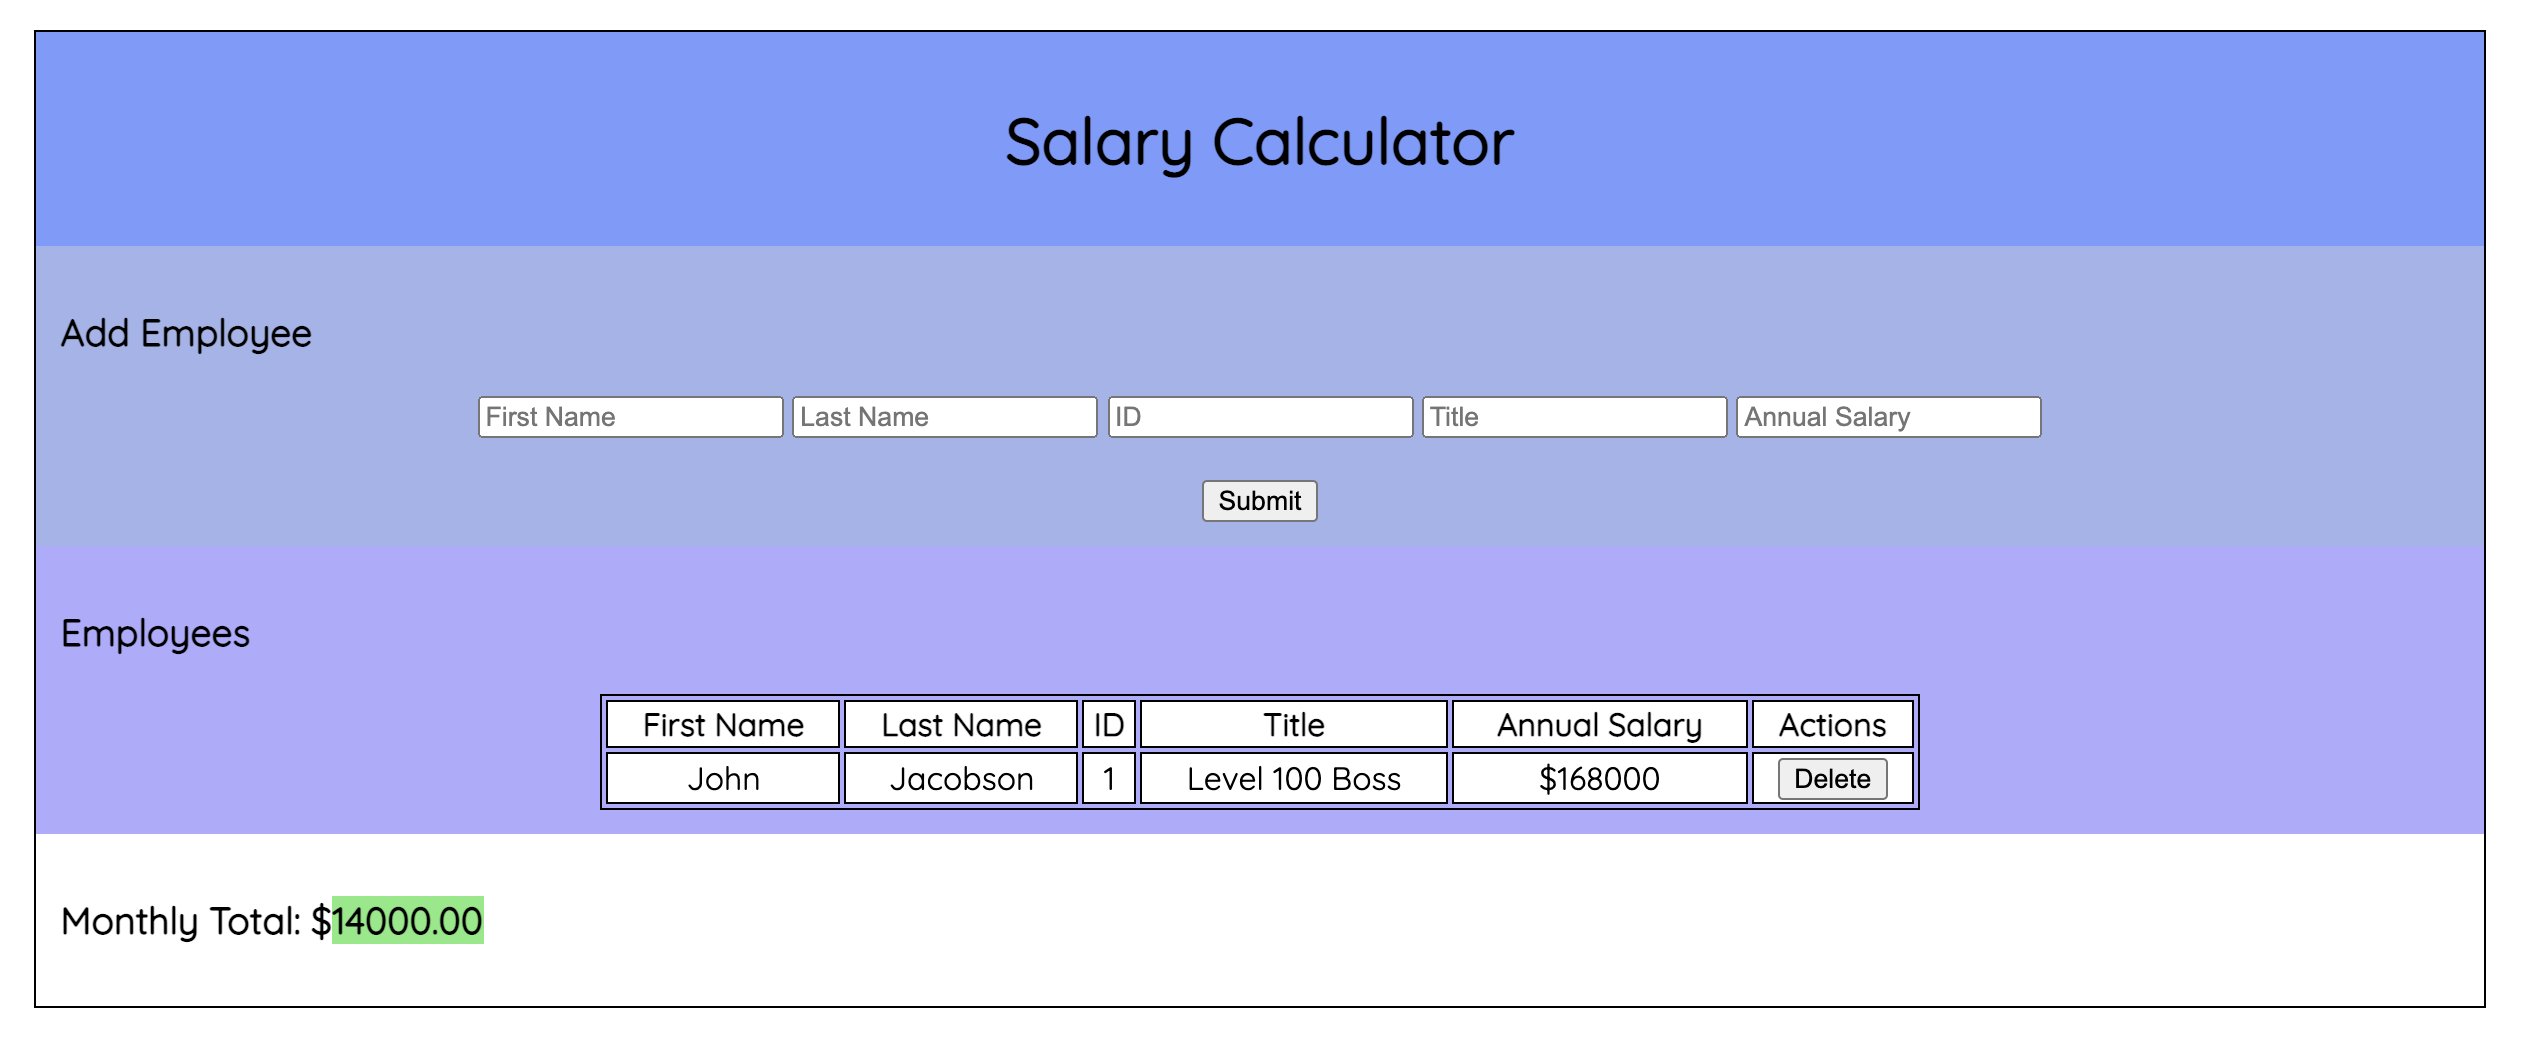 Salary Calculator
Add Employee
First Name Last Name ID Title Annual Salary
Submit
Employees
First Name Last Name ID Title Annual Salary Actions
John Jacobson 1 Level 100 Boss $168000 Delete
Monthly Total: $14000.00